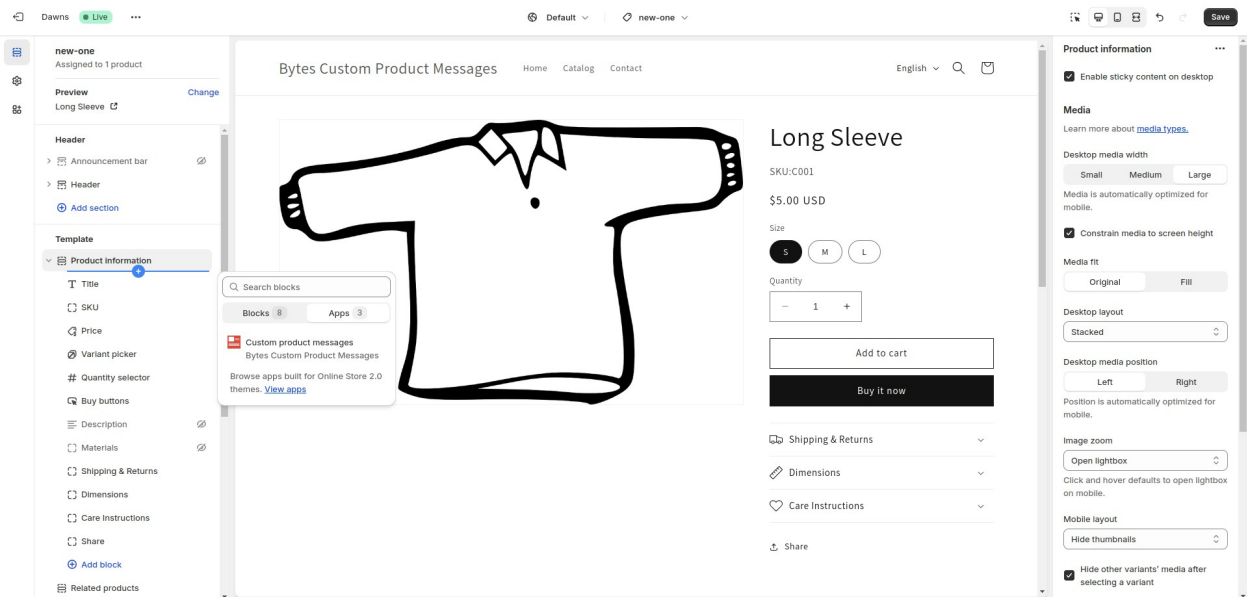 Dawns
Live
Default
new-one
Save
new-one
Assigned to 1 product
Preview
Change
Long Sleeve
Header
Announcement bar
Header
Add section
Template
Product information
Title
SKU
Price
Variant picker
Quantity selector
Buy buttons
Description
Materials
Shipping & Returns
Dimensions
Care Instructions
Share
Add block
Related products
Search blocks
Blocks 8
Apps 3
Custom product messages
Bytes Custom Product Messages
Browse apps built for Online Store 2.0
themes. View apps
Bytes Custom Product Messages
Home
Catalog
Contact
English
Long Sleeve
SKU:C001
$5.00 USD
Size
S
M
L
Quantity
− 1 +
Add to cart
Buy it now
Shipping & Returns
Dimensions
Care Instructions
Share
Product information
Enable sticky content on desktop
Media
Learn more about media types.
Desktop media width
Small
Medium
Large
Media is automatically optimized for
mobile.
Constrain media to screen height
Media fit
Original
Fill
Desktop layout
Stacked
Desktop media position
Left
Right
Position is automatically optimized for
mobile.
Image zoom
Open lightbox
Click and hover defaults to open lightbox
on mobile.
Mobile layout
Hide thumbnails
Hide other variants' media after
selecting a variant